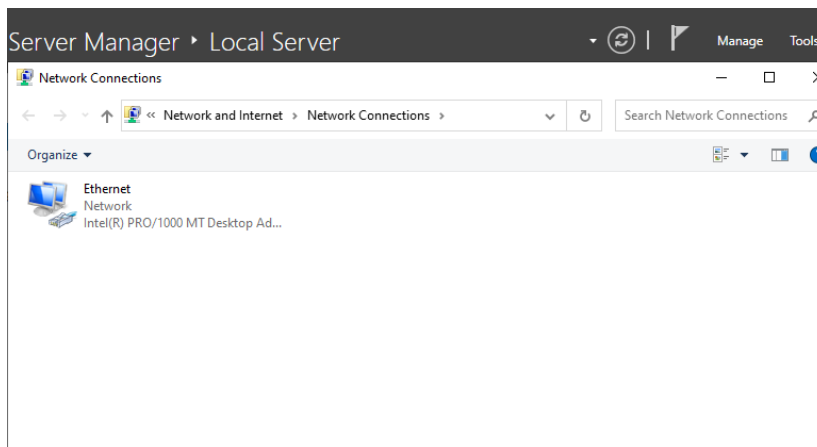 Server Manager ‣ Local Server
Manage Tools
Network Connections
« Network and Internet › Network Connections ›
Search Network Connections
Organize
Ethernet
Network
Intel(R) PRO/1000 MT Desktop Ad...